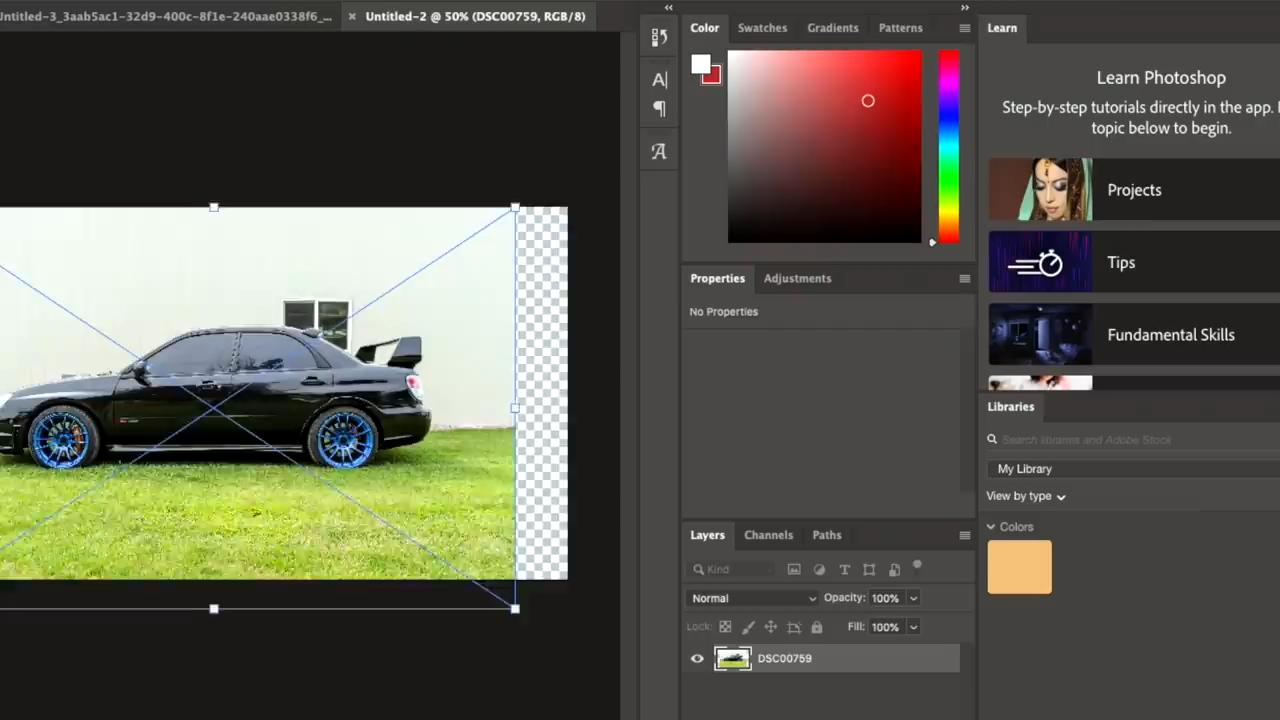 Untitled-3_3aab5ac1-32d9-400c-8f1e-240aae0338f6_...
× Untitled-2 @ 50% (DSC00759, RGB/8)
Color Swatches Gradients Patterns
Learn
Learn Photoshop
Step-by-step tutorials directly in the app.
topic below to begin.
Projects
Tips
Fundamental Skills
Properties Adjustments
No Properties
Libraries
Search libraries and Adobe Stock
My Library
View by type
Colors
Layers Channels Paths
Kind
Normal Opacity: 100%
Lock: Fill: 100%
DSC00759